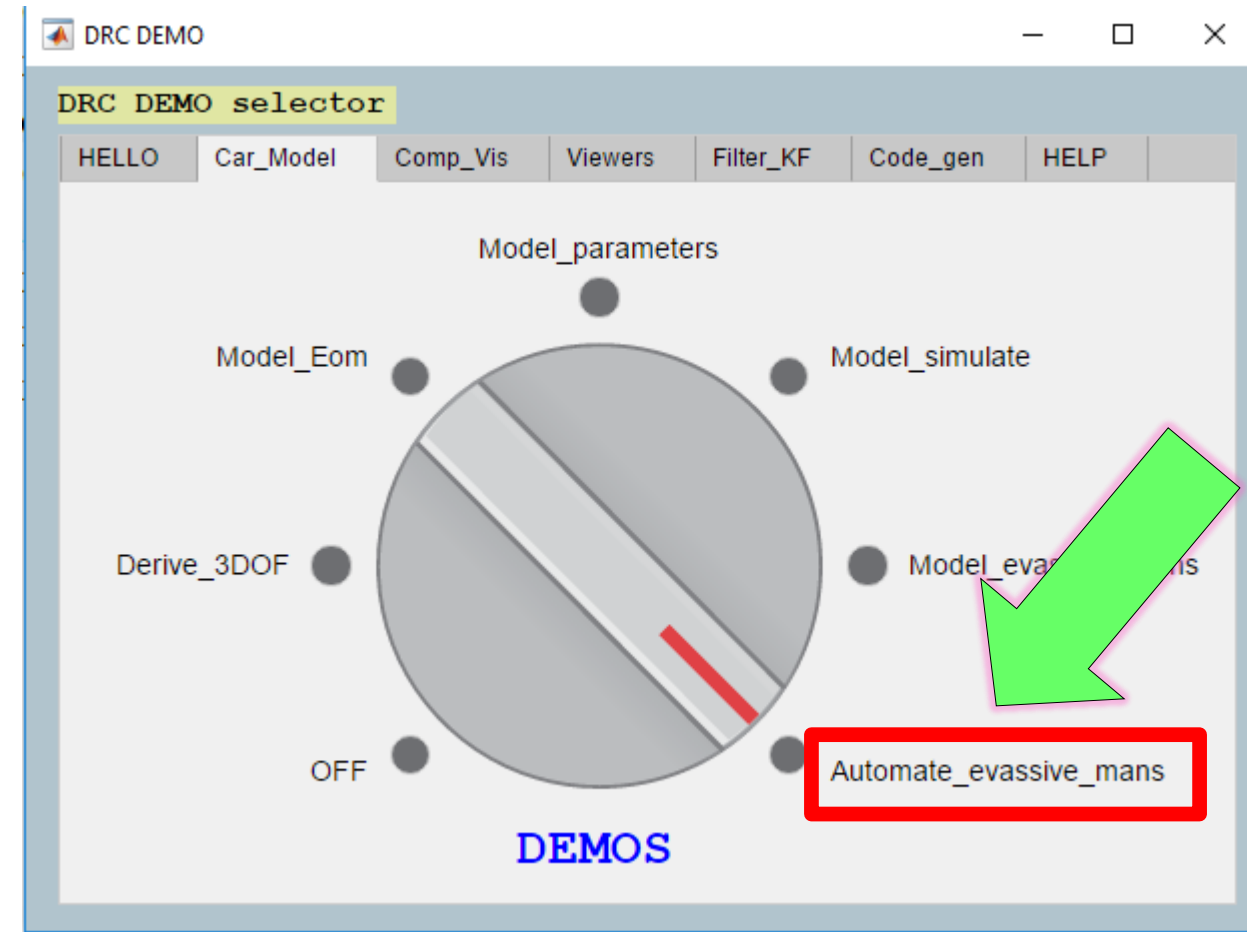 DRC DEMO
DRC DEMO selector
HELLO Car_Model Comp_Vis Viewers Filter_KF Code_gen HELP
Model_parameters
Model_Eom
Model_simulate
Derive_3DOF
OFF
Automate_evassive_mans
DEMOS